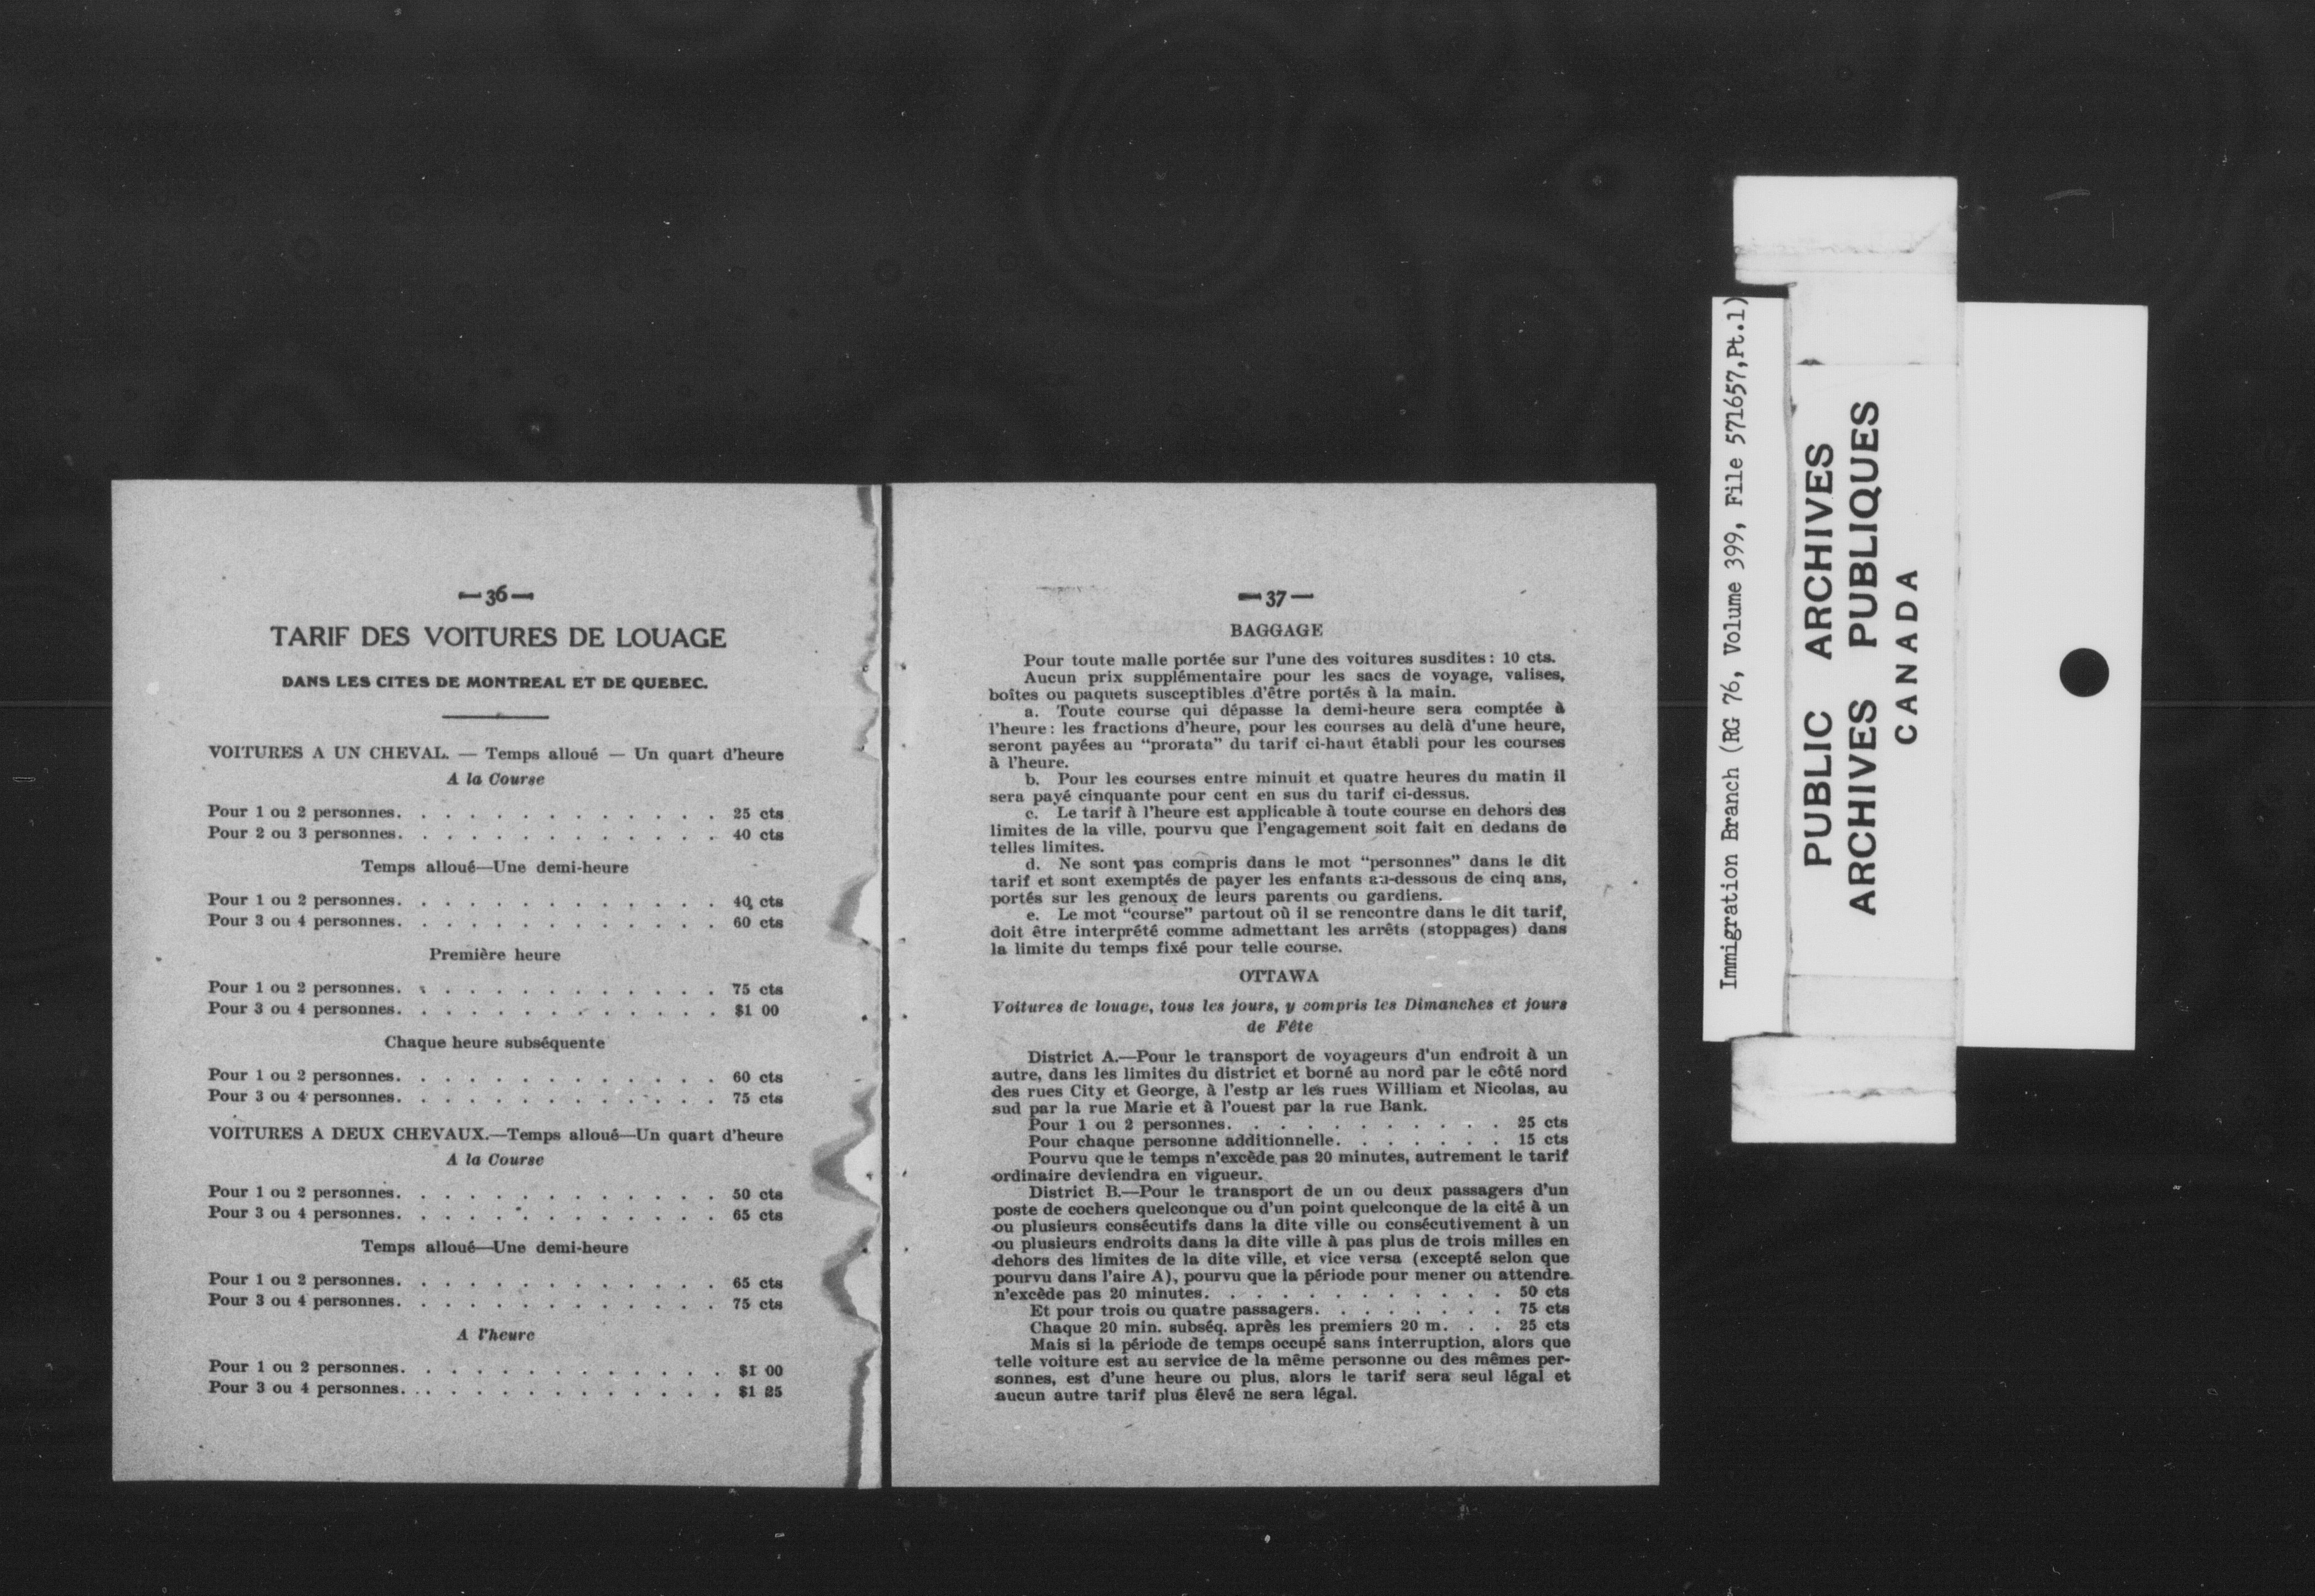 —36—
TARIF DES VOITURES DE LOUAGE
DANS LES CITES DE MONTREAL ET DE QUEBEC.
VOITURES A UN CHEVAL. — Temps alloué — Un quart d'heure
A la Course
Pour 1 ou 2 personnes. . . . . . . . . . . . . 25 cts
Pour 2 ou 3 personnes. . . . . . . . . . . . . 40 cts
Temps alloué—Une demi-heure
Pour 1 ou 2 personnes. . . . . . . . . . . . . 40 cts
Pour 3 ou 4 personnes. . . . . . . . . . . . . 60 cts
Première heure
Pour 1 ou 2 personnes. . . . . . . . . . . . . 75 cts
Pour 3 ou 4 personnes. . . . . . . . . . . . . $1 00
Chaque heure subséquente
Pour 1 ou 2 personnes. . . . . . . . . . . . . 60 cts
Pour 3 ou 4 personnes. . . . . . . . . . . . . 75 cts
VOITURES A DEUX CHEVAUX.—Temps alloué—Un quart d'heure
A la Course
Pour 1 ou 2 personnes. . . . . . . . . . . . . 50 cts
Pour 3 ou 4 personnes. . . . . . . . . . . . . 65 cts
Temps alloué—Une demi-heure
Pour 1 ou 2 personnes. . . . . . . . . . . . . 65 cts
Pour 3 ou 4 personnes. . . . . . . . . . . . . 75 cts
A l'heure
Pour 1 ou 2 personnes. . . . . . . . . . . . . $1 00
Pour 3 ou 4 personnes. . . . . . . . . . . . . $1 25
—37—
BAGGAGE
Pour toute malle portée sur l'une des voitures susdites: 10 cts.
Aucun prix supplémentaire pour les sacs de voyage, valises,
boîtes ou paquets susceptibles d'être portés à la main.
a. Toute course qui dépasse la demi-heure sera comptée à
l'heure: les fractions d'heure, pour les courses au delà d'une heure,
seront payées au "prorata" du tarif ci-haut établi pour les courses
à l'heure.
b. Pour les courses entre minuit et quatre heures du matin il
sera payé cinquante pour cent en sus du tarif ci-dessus.
c. Le tarif à l'heure est applicable à toute course en dehors des
limites de la ville, pourvu que l'engagement soit fait en dedans de
telles limites.
d. Ne sont pas compris dans le mot "personnes" dans le dit
tarif et sont exemptés de payer les enfants au-dessous de cinq ans,
portés sur les genoux de leurs parents ou gardiens.
e. Le mot "course" partout où il se rencontre dans le dit tarif,
doit être interprété comme admettant les arrêts (stoppages) dans
la limite du temps fixé pour telle course.
OTTAWA
Voitures de louage, tous les jours, y compris les Dimanches et jours
de Fête
District A.—Pour le transport de voyageurs d'un endroit à un
autre, dans les limites du district et borné au nord par le côté nord
des rues City et George, à l'estp ar les rues William et Nicolas, au
sud par la rue Marie et à l'ouest par la rue Bank.
Pour 1 ou 2 personnes. . . . . . . . . . . . 25 cts
Pour chaque personne additionnelle. . . . . . . 15 cts
Pourvu que le temps n'excède pas 20 minutes, autrement le tarif
ordinaire deviendra en vigueur.
District B.—Pour le transport de un ou deux passagers d'un
poste de cochers quelconque ou d'un point quelconque de la cité à un
ou plusieurs consécutifs dans la dite ville ou consécutivement à un
ou plusieurs endroits dans la dite ville à pas plus de trois milles en
dehors des limites de la dite ville, et vice versa (excepté selon que
pourvu dans l'aire A), pourvu que la période pour mener ou attendre
n'excède pas 20 minutes. . . . . . . . . . . . 50 cts
Et pour trois ou quatre passagers. . . . . . . . 75 cts
Chaque 20 min. subséq. après les premiers 20 m. . . 25 cts
Mais si la période de temps occupé sans interruption, alors que
telle voiture est au service de la même personne ou des mêmes per-
sonnes, est d'une heure ou plus, alors le tarif sera seul légal et
aucun autre tarif plus élevé ne sera légal.
Immigration Branch (RG 76, Volume 399, File 571657,Pt.1)
PUBLIC ARCHIVES
ARCHIVES PUBLIQUES
CANADA